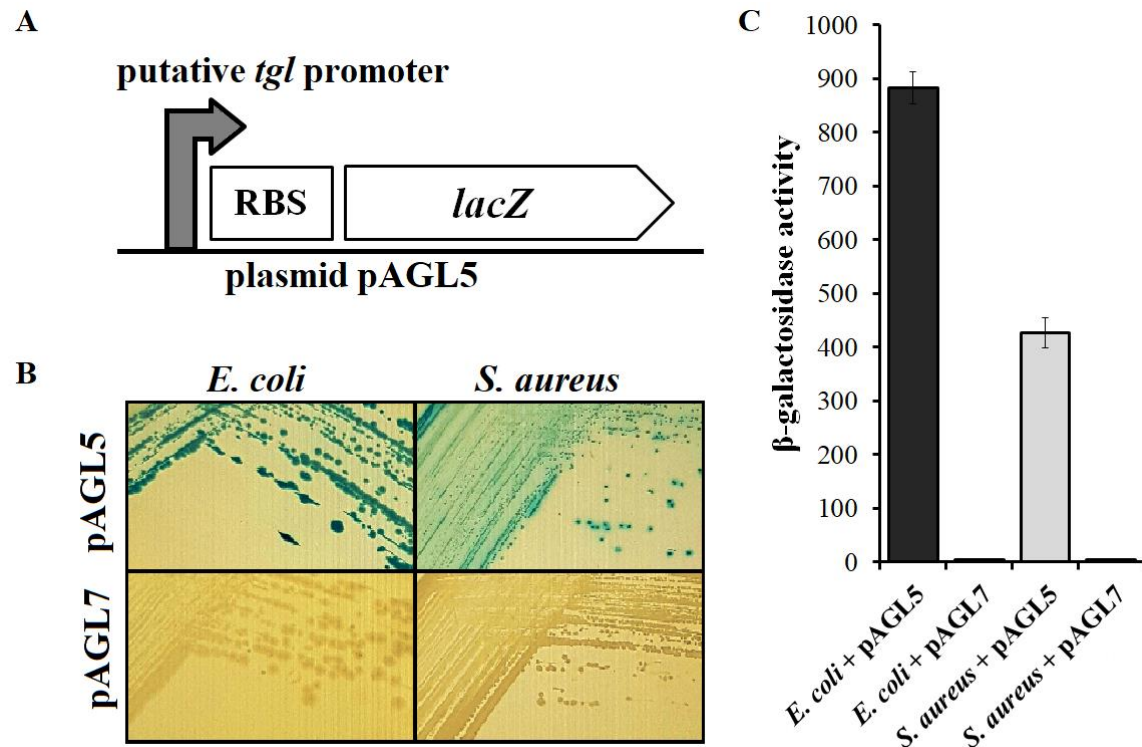 A
putative tgl promoter
RBS
lacZ
plasmid pAGL5
B
E. coli
S. aureus
pAGL5
pAGL7
C
β-galactosidase activity
1000
900
800
700
600
500
400
300
200
100
0
E. coli + pAGL5
E. coli + pAGL7
S. aureus + pAGL5
S. aureus + pAGL7